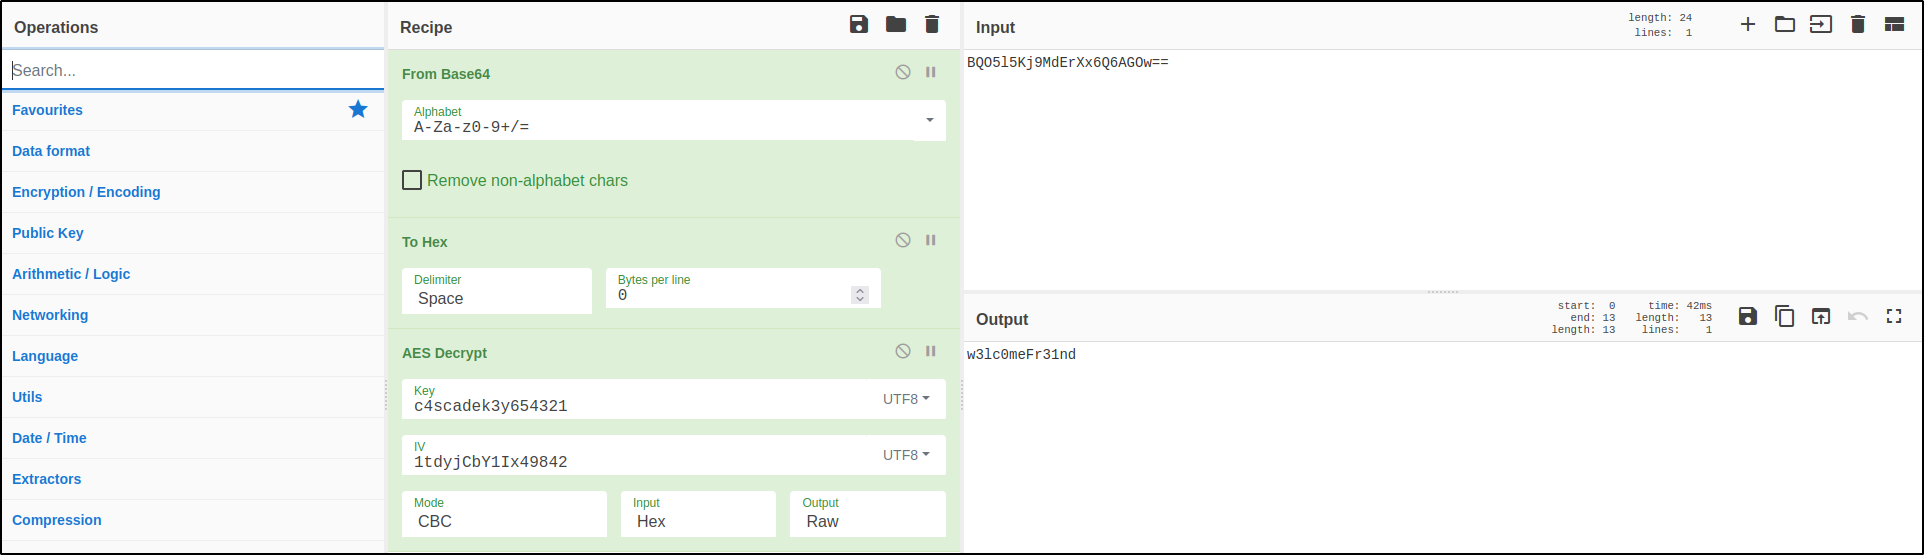 Operations
Search...
Favourites
Data format
Encryption / Encoding
Public Key
Arithmetic / Logic
Networking
Language
Utils
Date / Time
Extractors
Compression
Recipe
From Base64
Alphabet
A-Za-z0-9+/=
Remove non-alphabet chars
To Hex
Delimiter
Space
Bytes per line
0
AES Decrypt
Key
c4scadek3y654321
UTF8
IV
1tdyjCbY1Ix49842
UTF8
Mode
CBC
Input
Hex
Output
Raw
Input
length: 24
lines: 1
BQO5l5Kj9MdErXx6Q6AGOw==
Output
start: 0
end: 13
length: 13
time: 42ms
length: 13
lines: 1
w3lc0meFr31nd